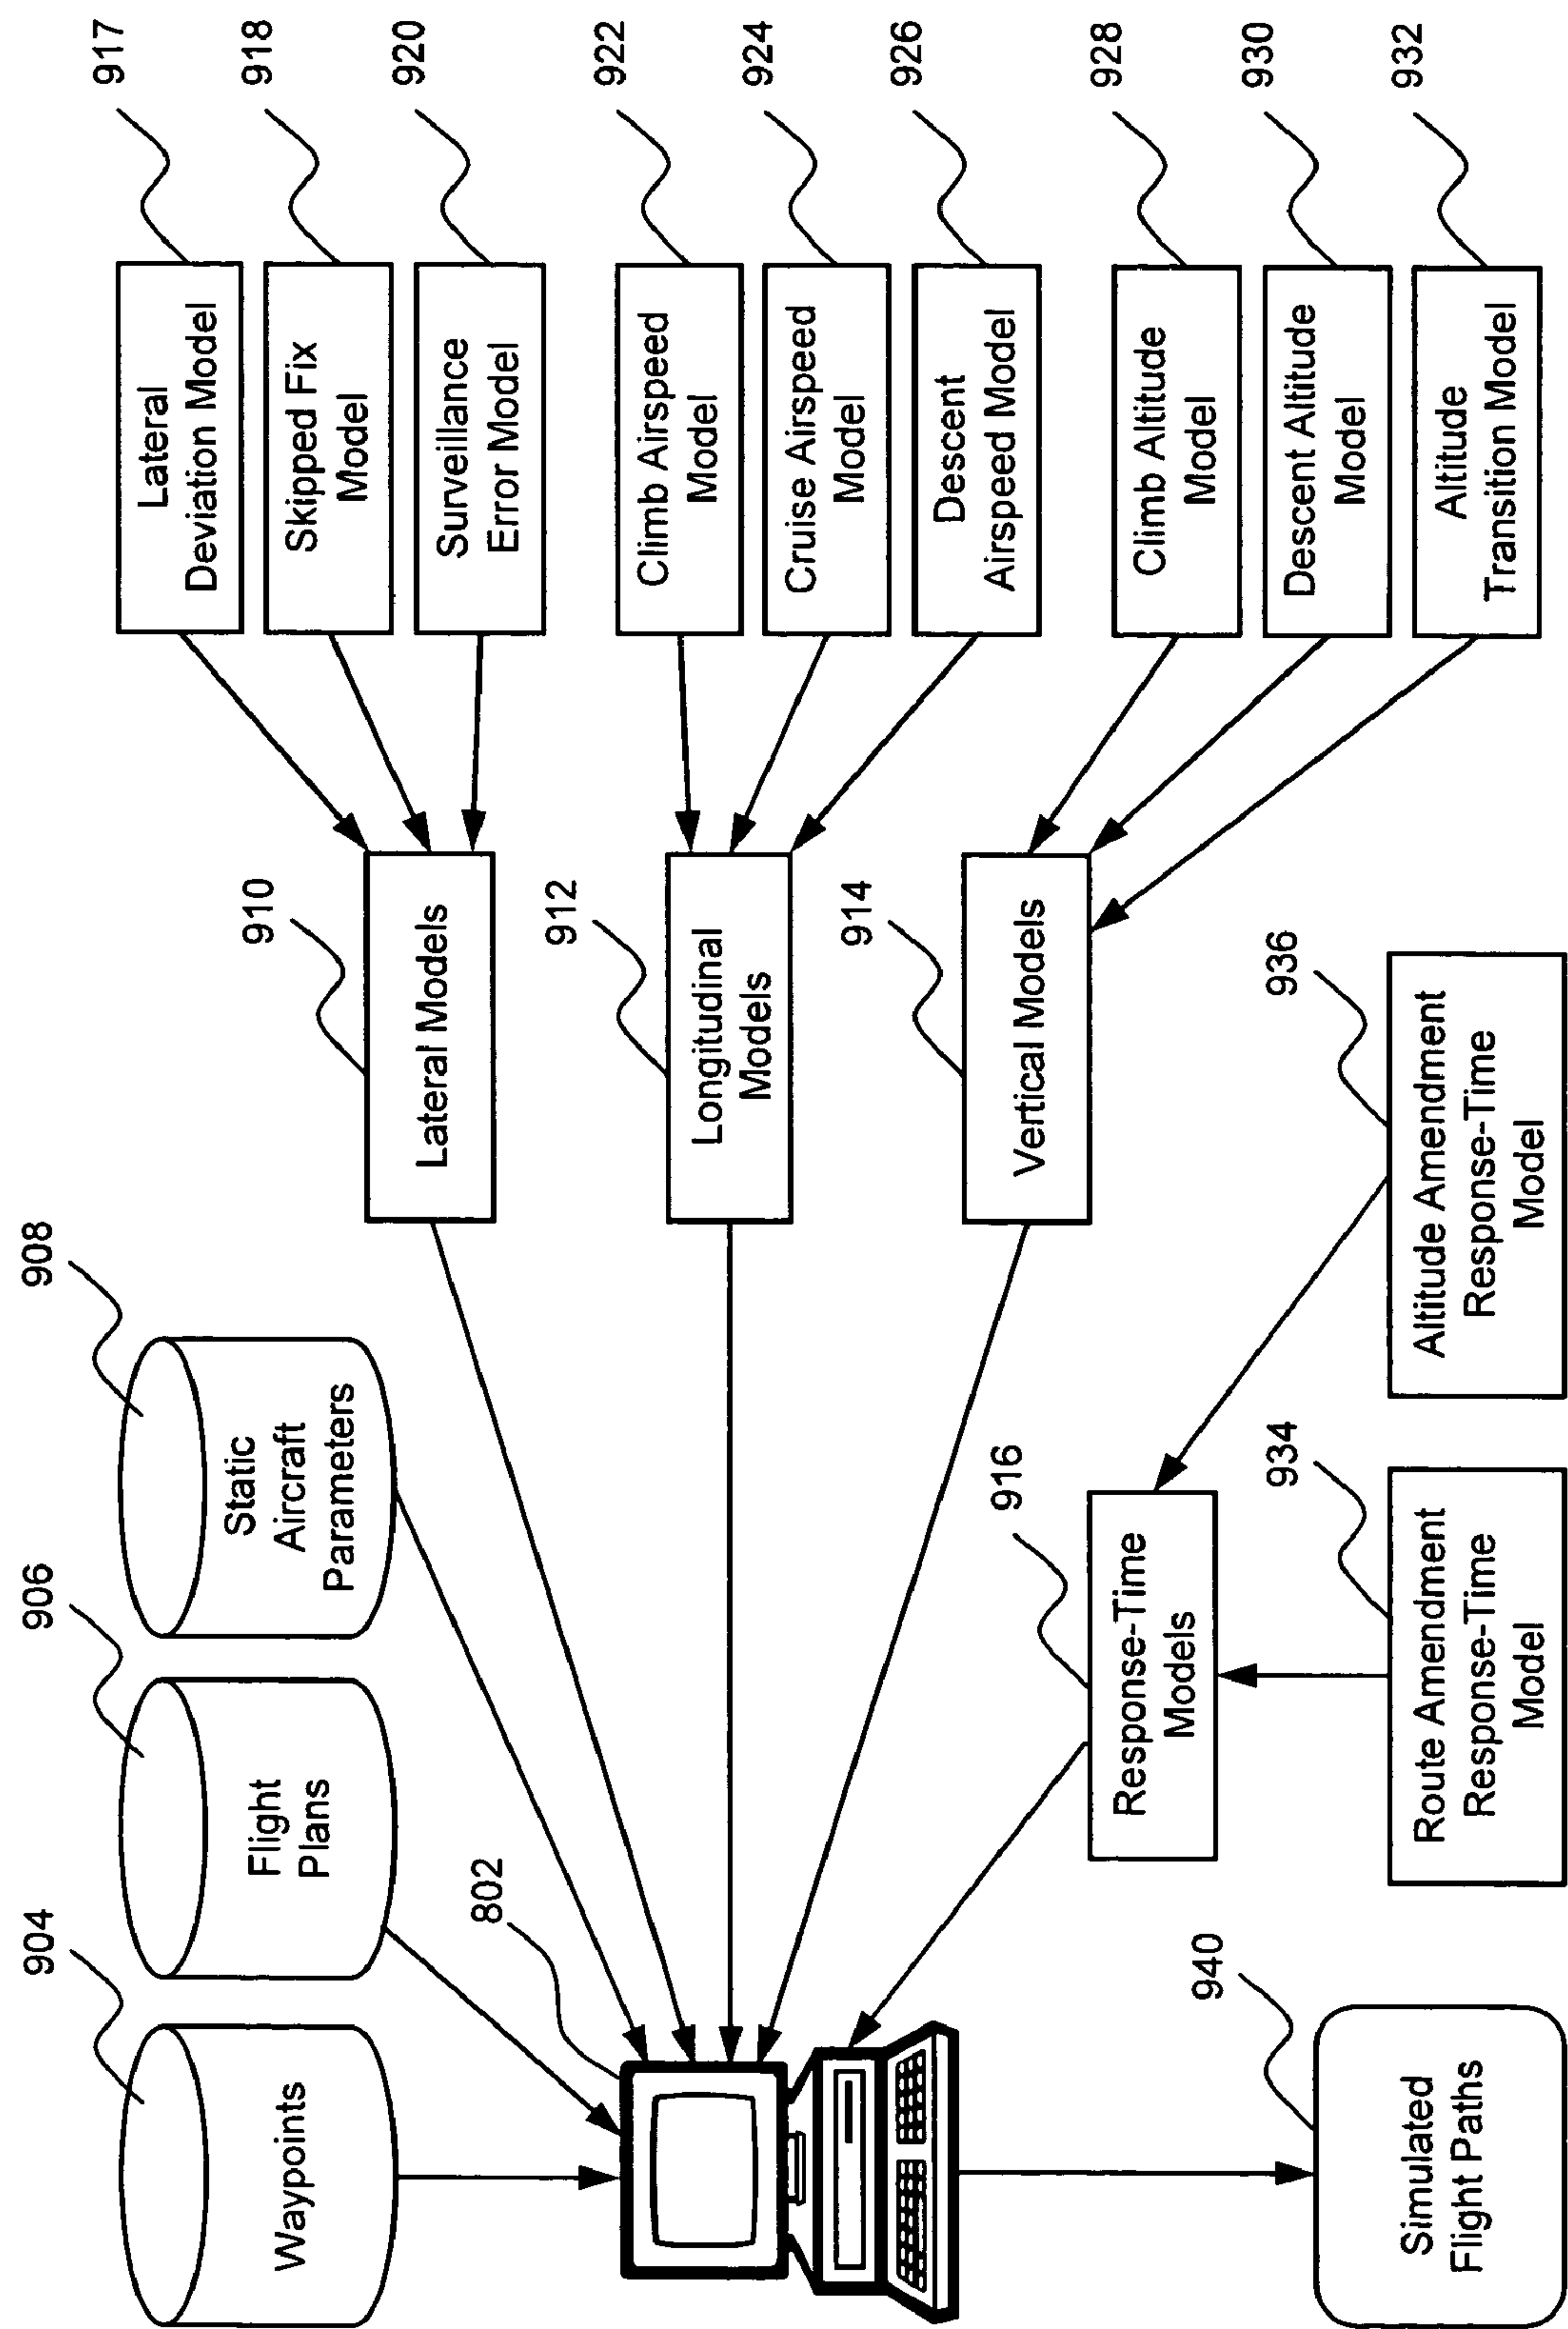 904
906
908
Waypoints
Flight
Plans
Static
Aircraft
Parameters
802
910
Lateral Models
912
Longitudinal
Models
914
Vertical Models
917
Lateral
Deviation Model
918
Skipped Fix
Model
920
Surveillance
Error Model
922
Climb Airspeed
Model
924
Cruise Airspeed
Model
926
Descent
Airspeed Model
928
Climb Altitude
Model
930
Descent Altitude
Model
932
Altitude
Transition Model
916
Response-Time
Models
934
Route Amendment
Response-Time
Model
936
Altitude Amendment
Response-Time
Model
940
Simulated
Flight Paths